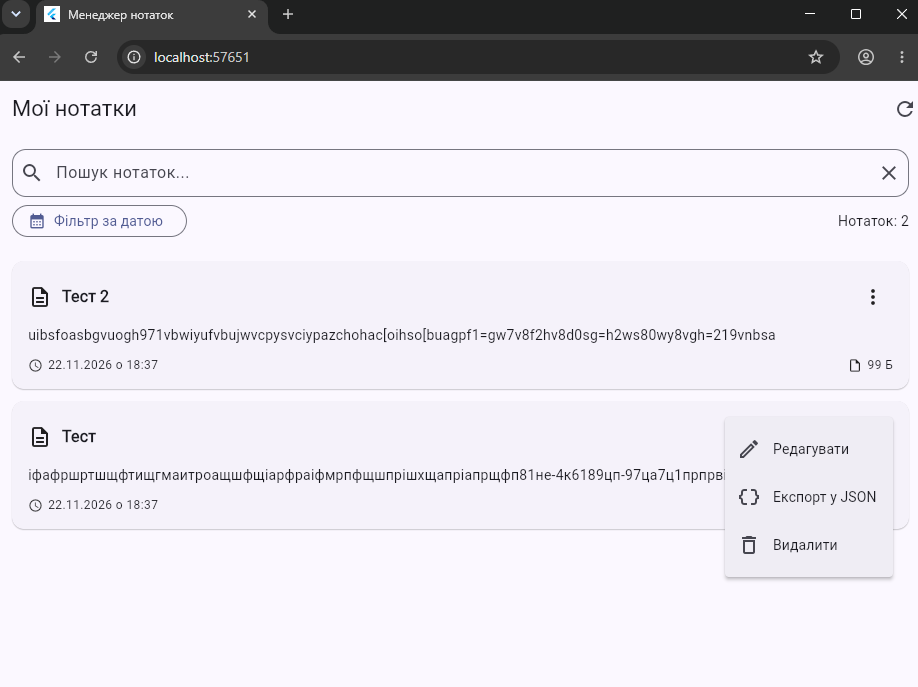 Менеджер нотаток
localhost:57651
Мої нотатки
Пошук нотаток...
Фільтр за датою
Нотаток: 2
Тест 2
uibsfoasbgvuogh971vbwiyufvbujwvcpysvciypazchohac[oihso[buagpf1=gw7v8f2hv8d0sg=h2ws80wy8vgh=219vnbsa
22.11.2026 о 18:37
99 Б
Тест
іфафршртшщфтищгмаитроащшфщіарфраіфмрпфщшпрішхщапріапрщфп81не-4к6189цп-97ца7ц1прпрві
22.11.2026 о 18:37
Редагувати
Експорт у JSON
Видалити